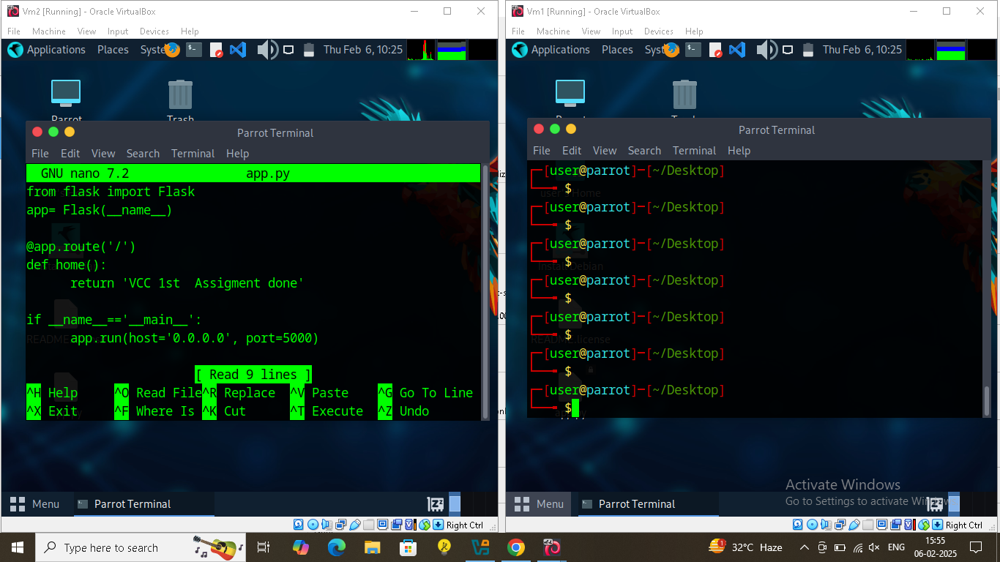 Vm2 [Running] - Oracle VirtualBox
File Machine View Input Devices Help
Applications Places Syste
Thu Feb 6, 10:25
Parrot
Trash
Parrot Terminal
File Edit View Search Terminal Help
GNU nano 7.2 app.py
from flask import Flask
app= Flask(__name__)
@app.route('/')
def home():
return 'VCC 1st  Assigment done'
if __name__=='__main__':
README
app.run(host='0.0.0.0', port=5000)
[ Read 9 lines ]
^H Help ^O Read File ^R Replace ^V Paste ^G Go To Line
^X Exit ^F Where Is ^K Cut ^T Execute ^Z Undo
Menu
Parrot Terminal
Right Ctrl
Vm1 [Running] - Oracle VirtualBox
File Machine View Input Devices Help
Applications Places Syst
Thu Feb 6, 10:25
Parrot Terminal
File Edit View Search Terminal Help
[user@parrot]─[~/Desktop]
$
user's Home
[user@parrot]─[~/Desktop]
$
[user@parrot]─[~/Desktop]
$
Install Debian
[user@parrot]─[~/Desktop]
$
[user@parrot]─[~/Desktop]
$
README.license
[user@parrot]─[~/Desktop]
$
[user@parrot]─[~/Desktop]
$
Activate Windows
Go to Settings to activate Windows
Menu
Parrot Terminal
Right Ctrl
Type here to search
1
32°C Haze
ENG
15:55
06-02-2025